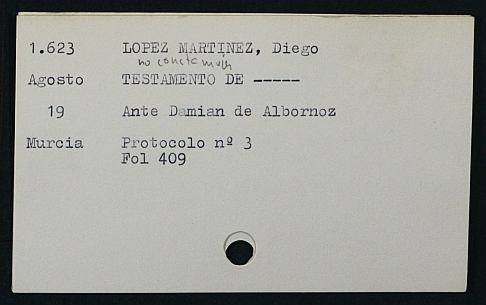 1.623 LOPEZ MARTINEZ, Diego
no consta mujer
Agosto TESTAMENTO DE -----
19 Ante Damian de Albornoz
Murcia Protocolo nº 3
Fol 409